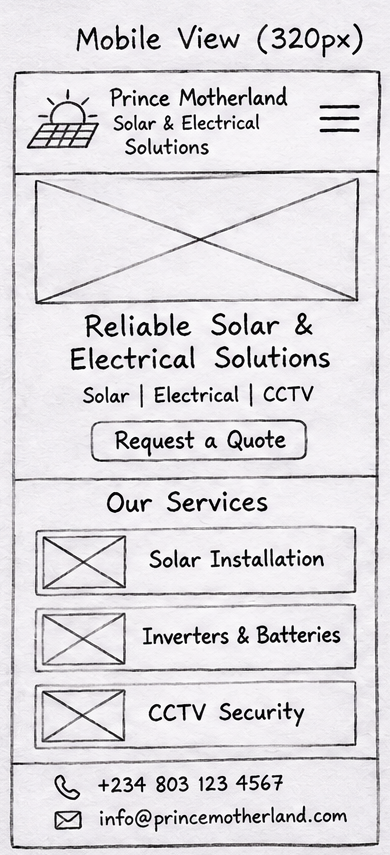 Mobile View (320px)
Prince Motherland
Solar & Electrical
Solutions
Reliable Solar &
Electrical Solutions
Solar | Electrical | CCTV
Request a Quote
Our Services
Solar Installation
Inverters & Batteries
CCTV Security
+234 803 123 4567
info@princemotherland.com